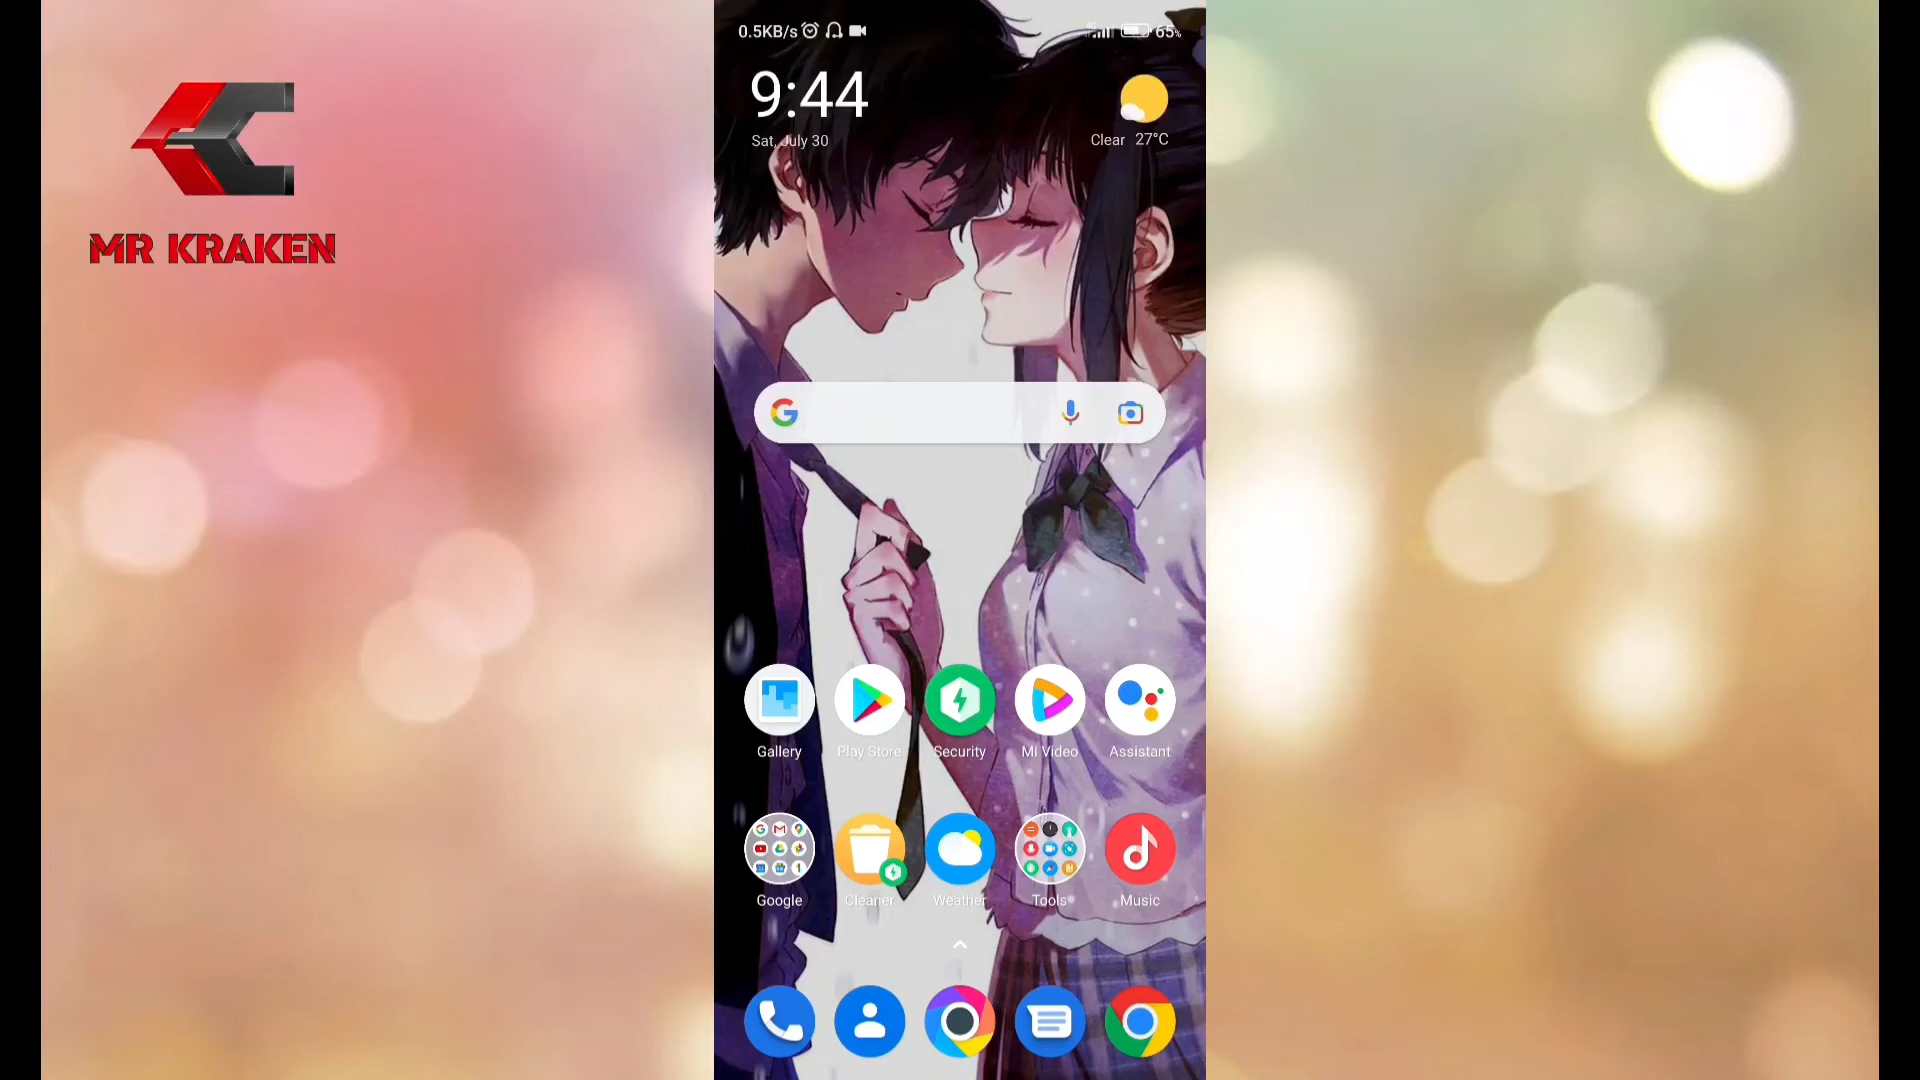 0.5KB/s
65%
9:44
Sat, July 30
Clear 27°C
MR KRAKEN
Gallery
Play Store
Security
Mi Video
Assistant
Google
Cleaner
Weather
Tools
Music